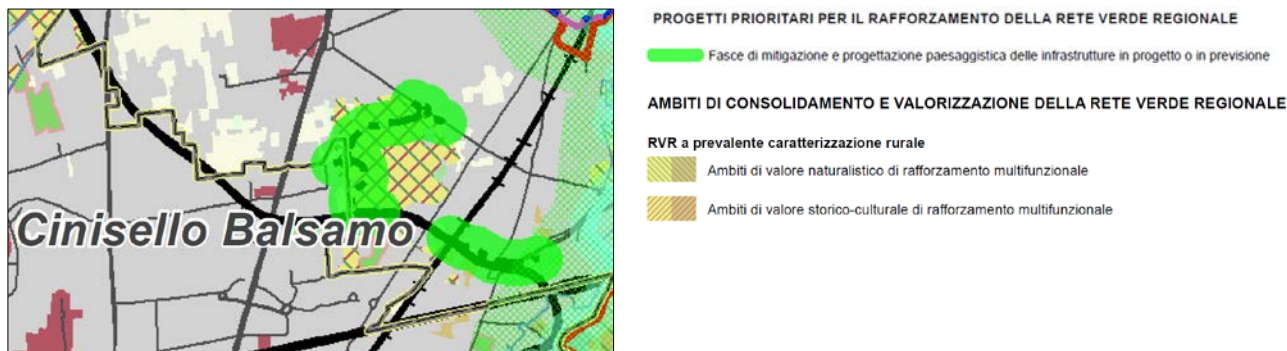 Cinisello Balsamo
PROGETTI PRIORITARI PER IL RAFFORZAMENTO DELLA RETE VERDE REGIONALE
Fasce di mitigazione e progettazione paesaggistica delle infrastrutture in progetto o in previsione
AMBITI DI CONSOLIDAMENTO E VALORIZZAZIONE DELLA RETE VERDE REGIONALE
RVR a prevalente caratterizzazione rurale
Ambiti di valore naturalistico di rafforzamento multifunzionale
Ambiti di valore storico-culturale di rafforzamento multifunzionale